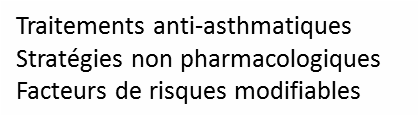 Traitements anti-asthmatiques
Stratégies non pharmacologiques
Facteurs de risques modifiables